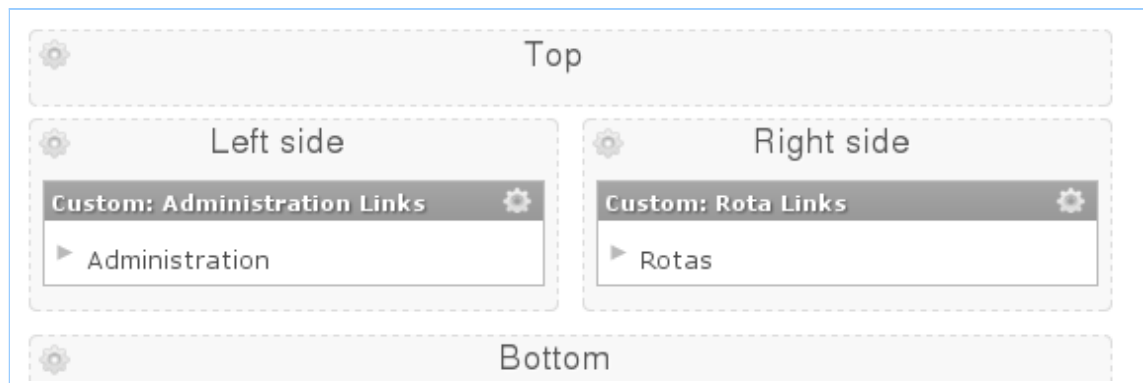 Top
Left side
Right side
Custom: Administration Links
Custom: Rota Links
Administration
Rotas
Bottom